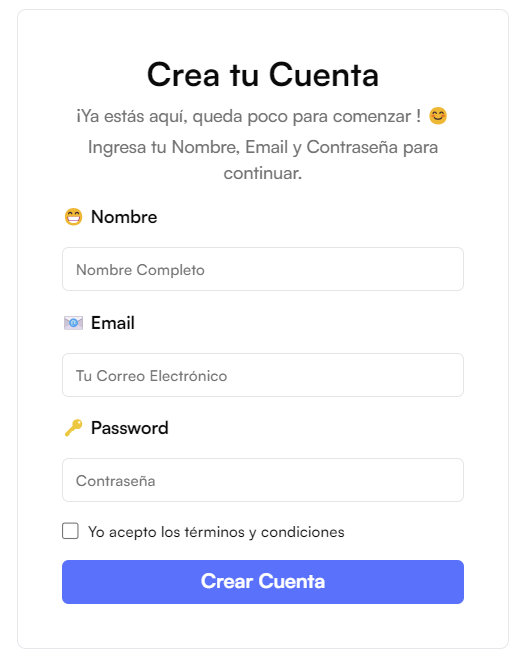 Crea tu Cuenta
¡Ya estás aquí, queda poco para comenzar ! 😊
Ingresa tu Nombre, Email y Contraseña para
continuar.
😁 Nombre
Nombre Completo
📧 Email
Tu Correo Electrónico
🔑 Password
Contraseña
Yo acepto los términos y condiciones
Crear Cuenta